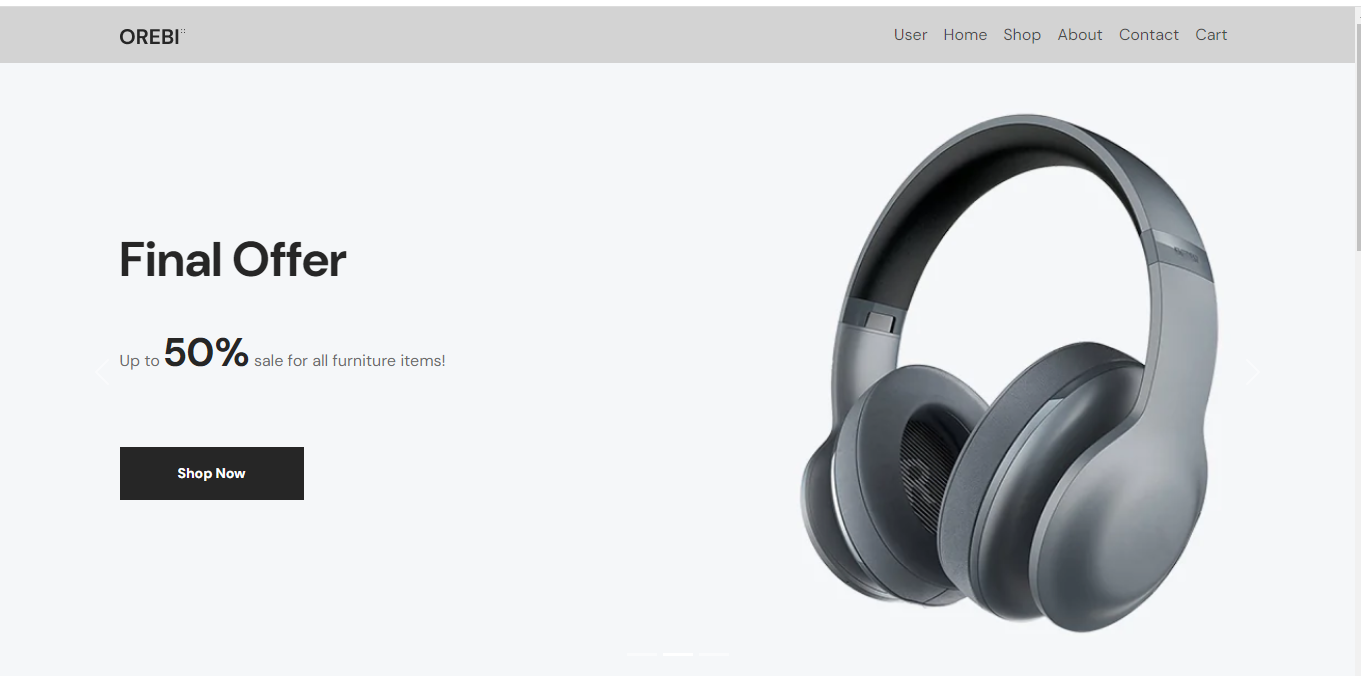 OREBI
User Home Shop About Contact Cart
Final Offer
Up to 50% sale for all furniture items!
Shop Now